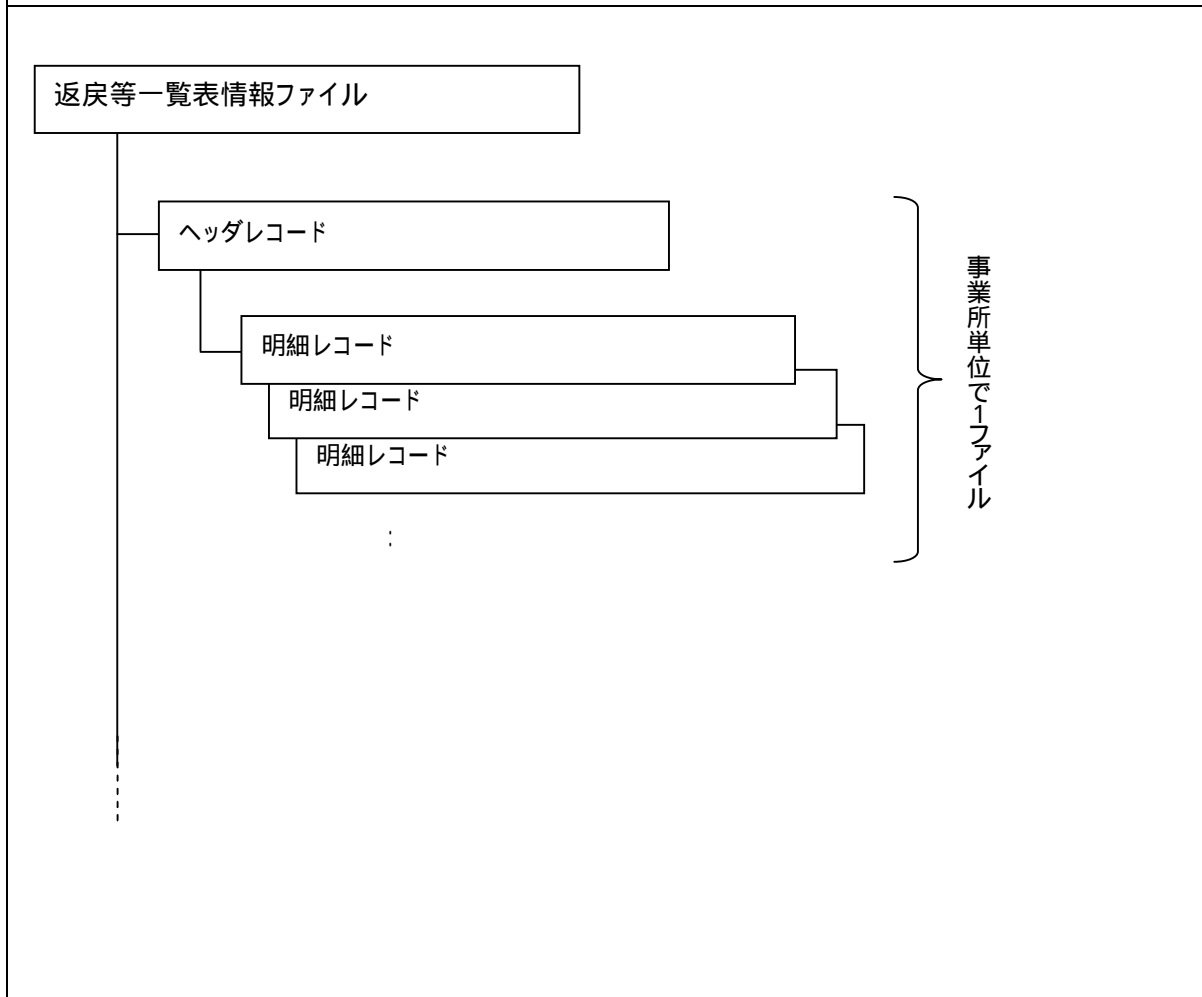 返戻等一覧表情報ファイル
ヘッダレコード
明細レコード
明細レコード
明細レコード
:
事業所単位で1ファイル